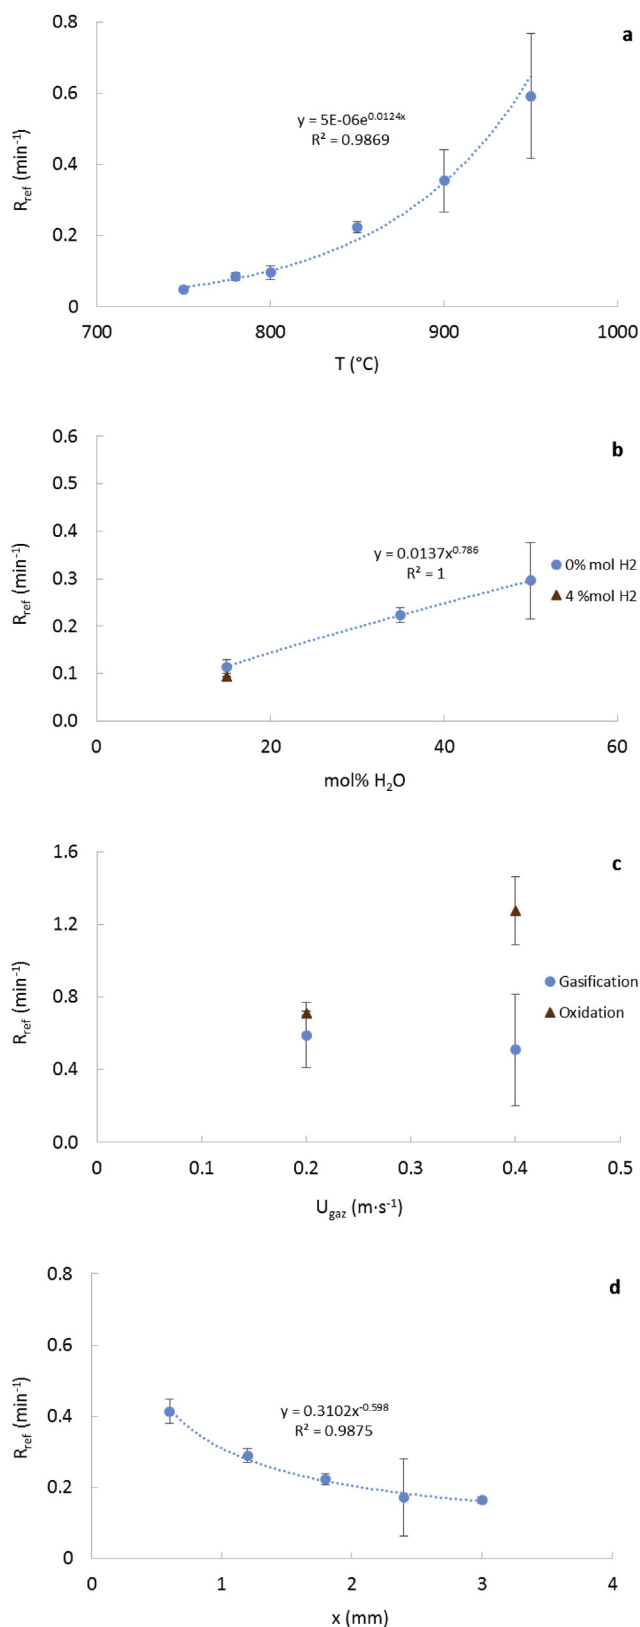 a
0.8
0.6
0.4
0.2
0
R_ref (min⁻¹)
y = 5E-06e^0.0124x
R² = 0.9869
700 800 900 1000
T (°C)
b
0.6
0.5
0.4
0.3
0.2
0.1
0.0
R_ref (min⁻¹)
y = 0.0137x^0.786
R² = 1
0% mol H2
4 %mol H2
0 20 40 60
mol% H₂O
c
1.6
1.2
0.8
0.4
0.0
R_ref (min⁻¹)
Gasification
Oxidation
0 0.1 0.2 0.3 0.4 0.5
U_gaz (m·s⁻¹)
d
0.8
0.6
0.4
0.2
0
R_ref (min⁻¹)
y = 0.3102x^-0.598
R² = 0.9875
0 1 2 3 4
x (mm)